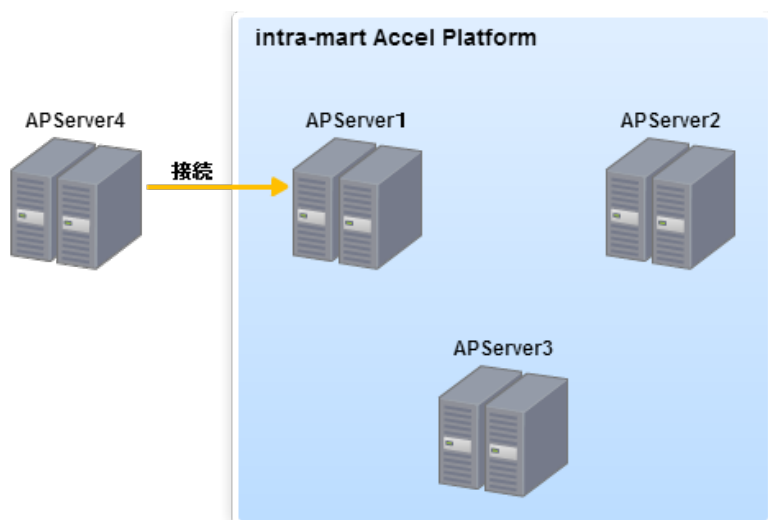 intra-mart Accel Platform
APServer4
APServer1
APServer2
接続
APServer3